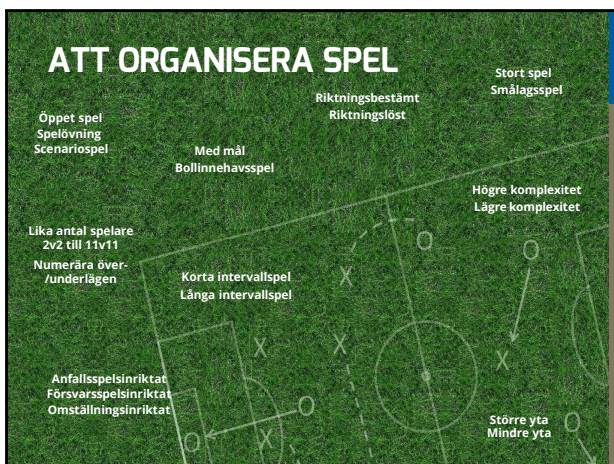 ATT ORGANISERA SPEL
Stort spel
Smålagsspel
Riktningsbestämt
Riktningslöst
Öppet spel
Spelövning
Scenariospel
Med mål
Bollinnehavsspel
Högre komplexitet
Lägre komplexitet
Lika antal spelare
2v2 till 11v11
Numerära över-
/underlägen
Korta intervallspel
Långa intervallspel
Anfallsspelsinriktat
Försvarsspelsinriktat
Omställningsinriktat
Större yta
Mindre yta